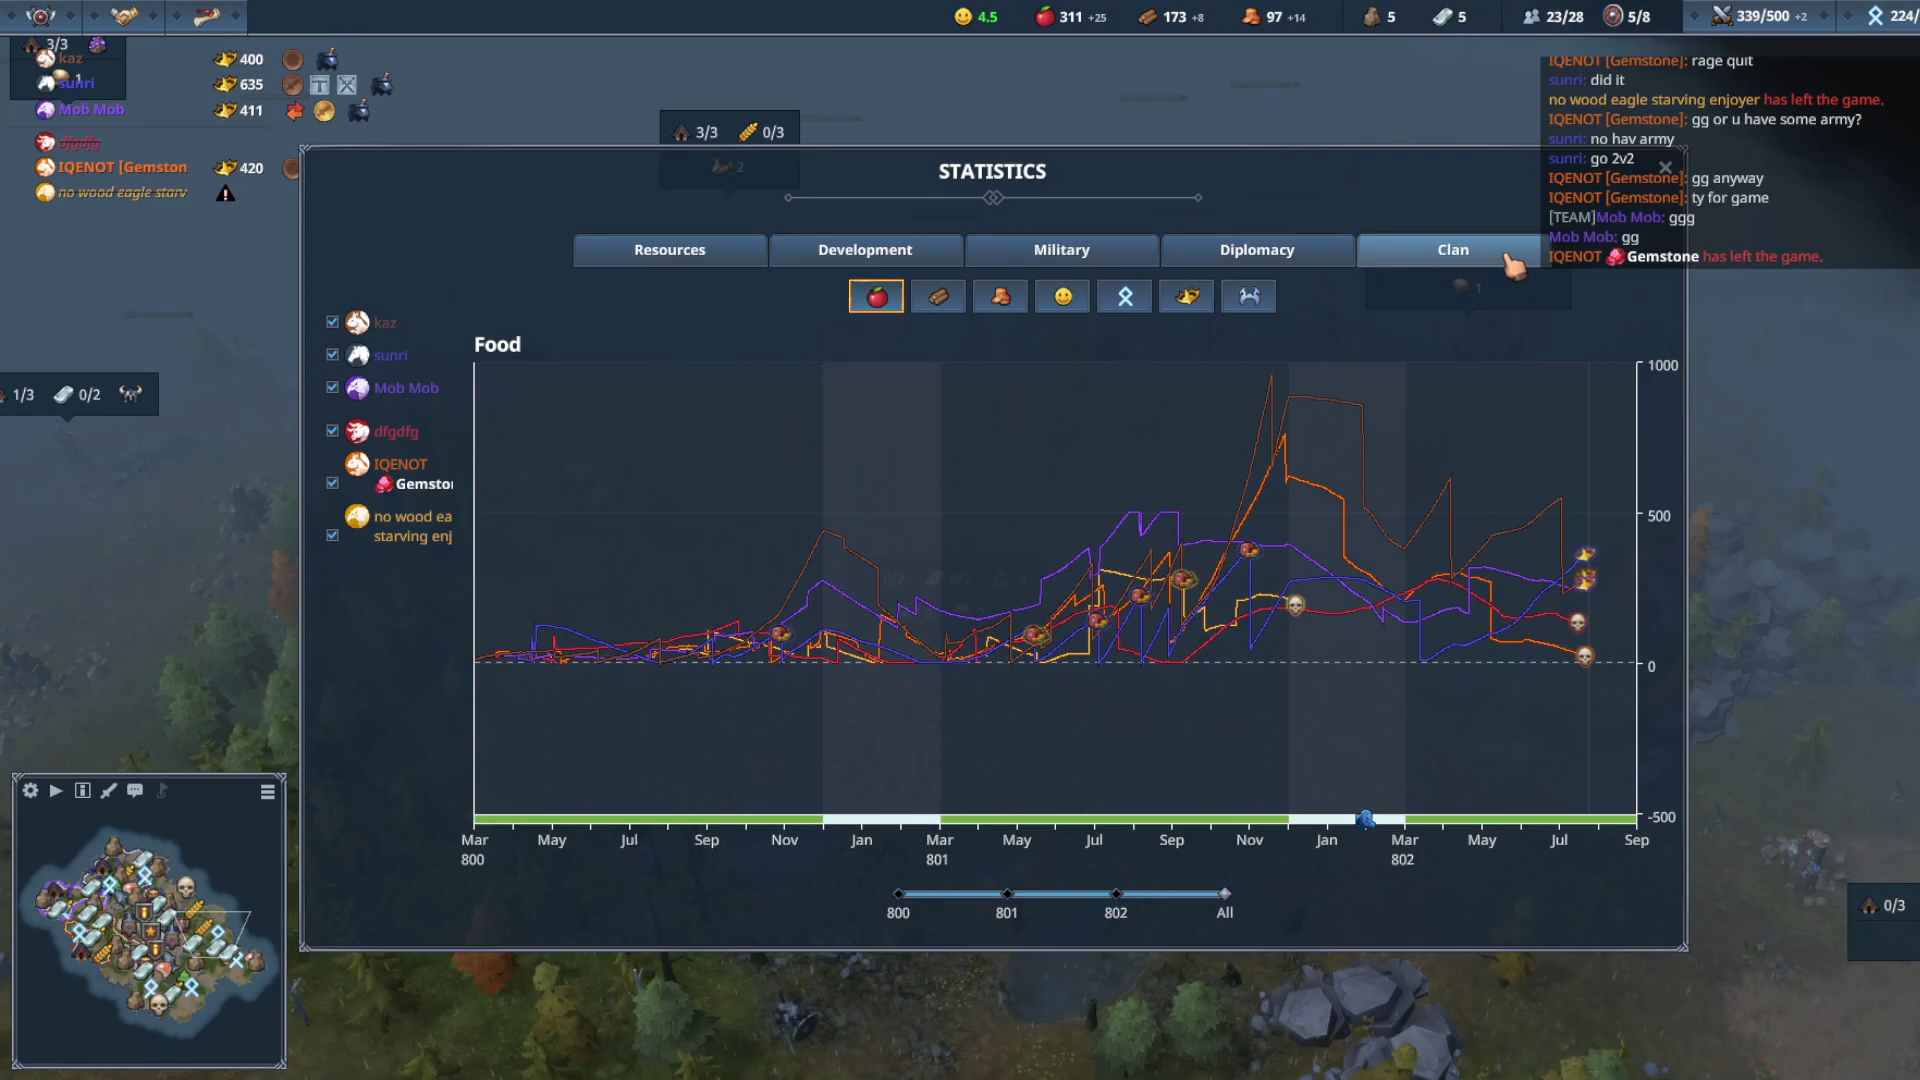 4.5 311 +25 173 +8 97 +14 5 5 23/28 5/8 339/500 +2 224/
3/3
kaz 400
1
sunri 635
Mob Mob 411
dfgdfg
IQENOT [Gemston 420
no wood eagle starv
3/3 0/3
2
1/3 0/2
IQENOT [Gemstone]: rage quit
sunri: did it
no wood eagle starving enjoyer has left the game.
IQENOT [Gemstone]: gg or u have some army?
sunri: no hav army
sunri: go 2v2
IQENOT [Gemstone]: gg anyway
IQENOT [Gemstone]: ty for game
[TEAM]Mob Mob: ggg
Mob Mob: gg
IQENOT Gemstone has left the game.
STATISTICS
Resources Development Military Diplomacy Clan
1
kaz
sunri
Mob Mob
dfgdfg
IQENOT
Gemsto
no wood ea
starving enj
Food
1000
500
0
-500
Mar May Jul Sep Nov Jan Mar May Jul Sep Nov Jan Mar May Jul Sep
800 801 802
800 801 802 All
0/3